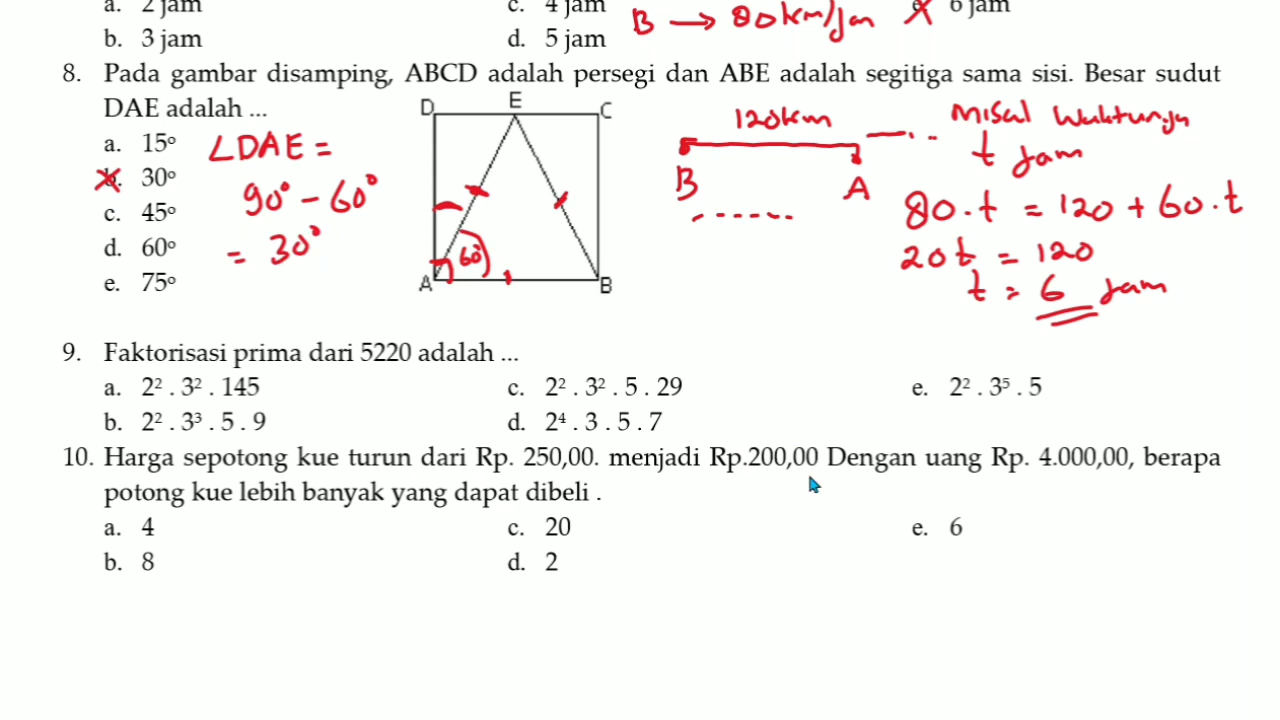 a. 2 jam c. 4 jam B → 80 km/jam 6 jam
b. 3 jam d. 5 jam
8. Pada gambar disamping, ABCD adalah persegi dan ABE adalah segitiga sama sisi. Besar sudut
DAE adalah ...
a. 15°
b. 30°
c. 45°
d. 60°
e. 75°
∠DAE =
90° - 60°
= 30°
D E C
60°
A B
120 km
B A
misal waktunya
t jam
80.t = 120 + 60.t
20t = 120
t = 6 jam
9. Faktorisasi prima dari 5220 adalah ...
a. 2² . 3² . 145 c. 2² . 3² . 5 . 29 e. 2² . 3⁵ . 5
b. 2² . 3³ . 5 . 9 d. 2⁴ . 3 . 5 . 7
10. Harga sepotong kue turun dari Rp. 250,00. menjadi Rp.200,00 Dengan uang Rp. 4.000,00, berapa
potong kue lebih banyak yang dapat dibeli .
a. 4 c. 20 e. 6
b. 8 d. 2